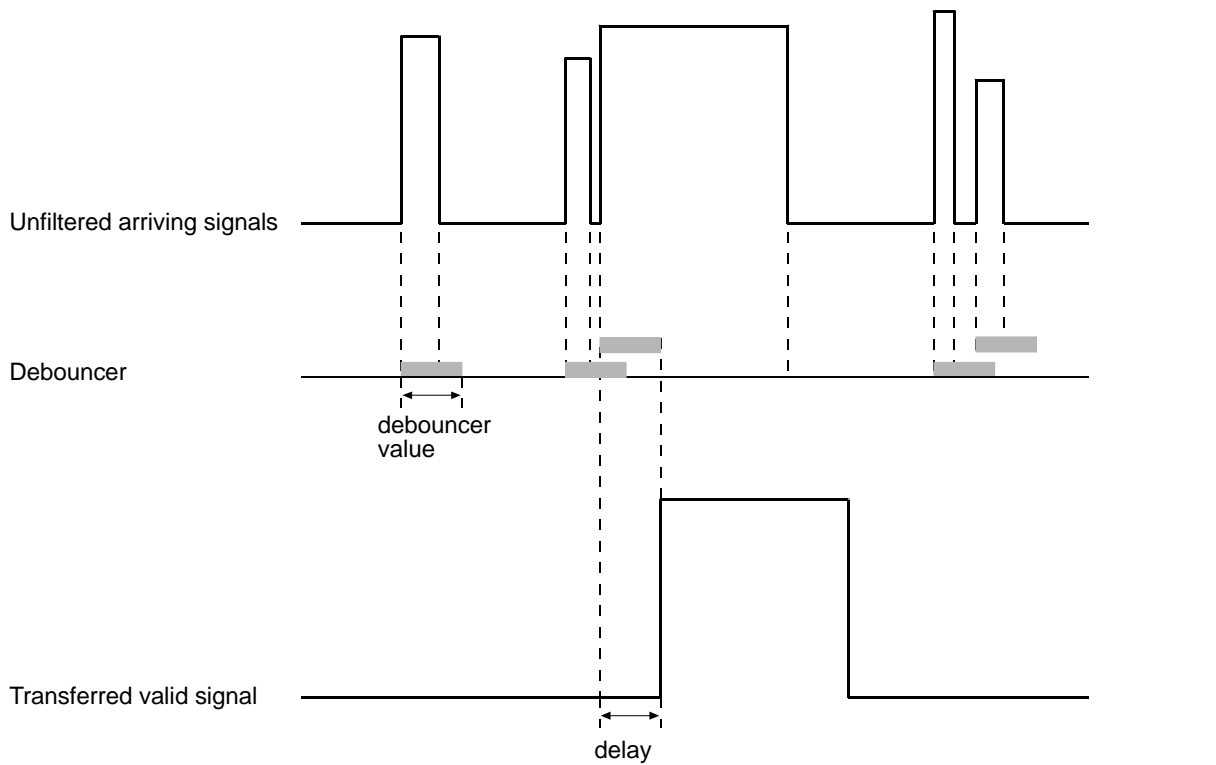 Unfiltered arriving signals
Debouncer
debouncer
value
Transferred valid signal
delay